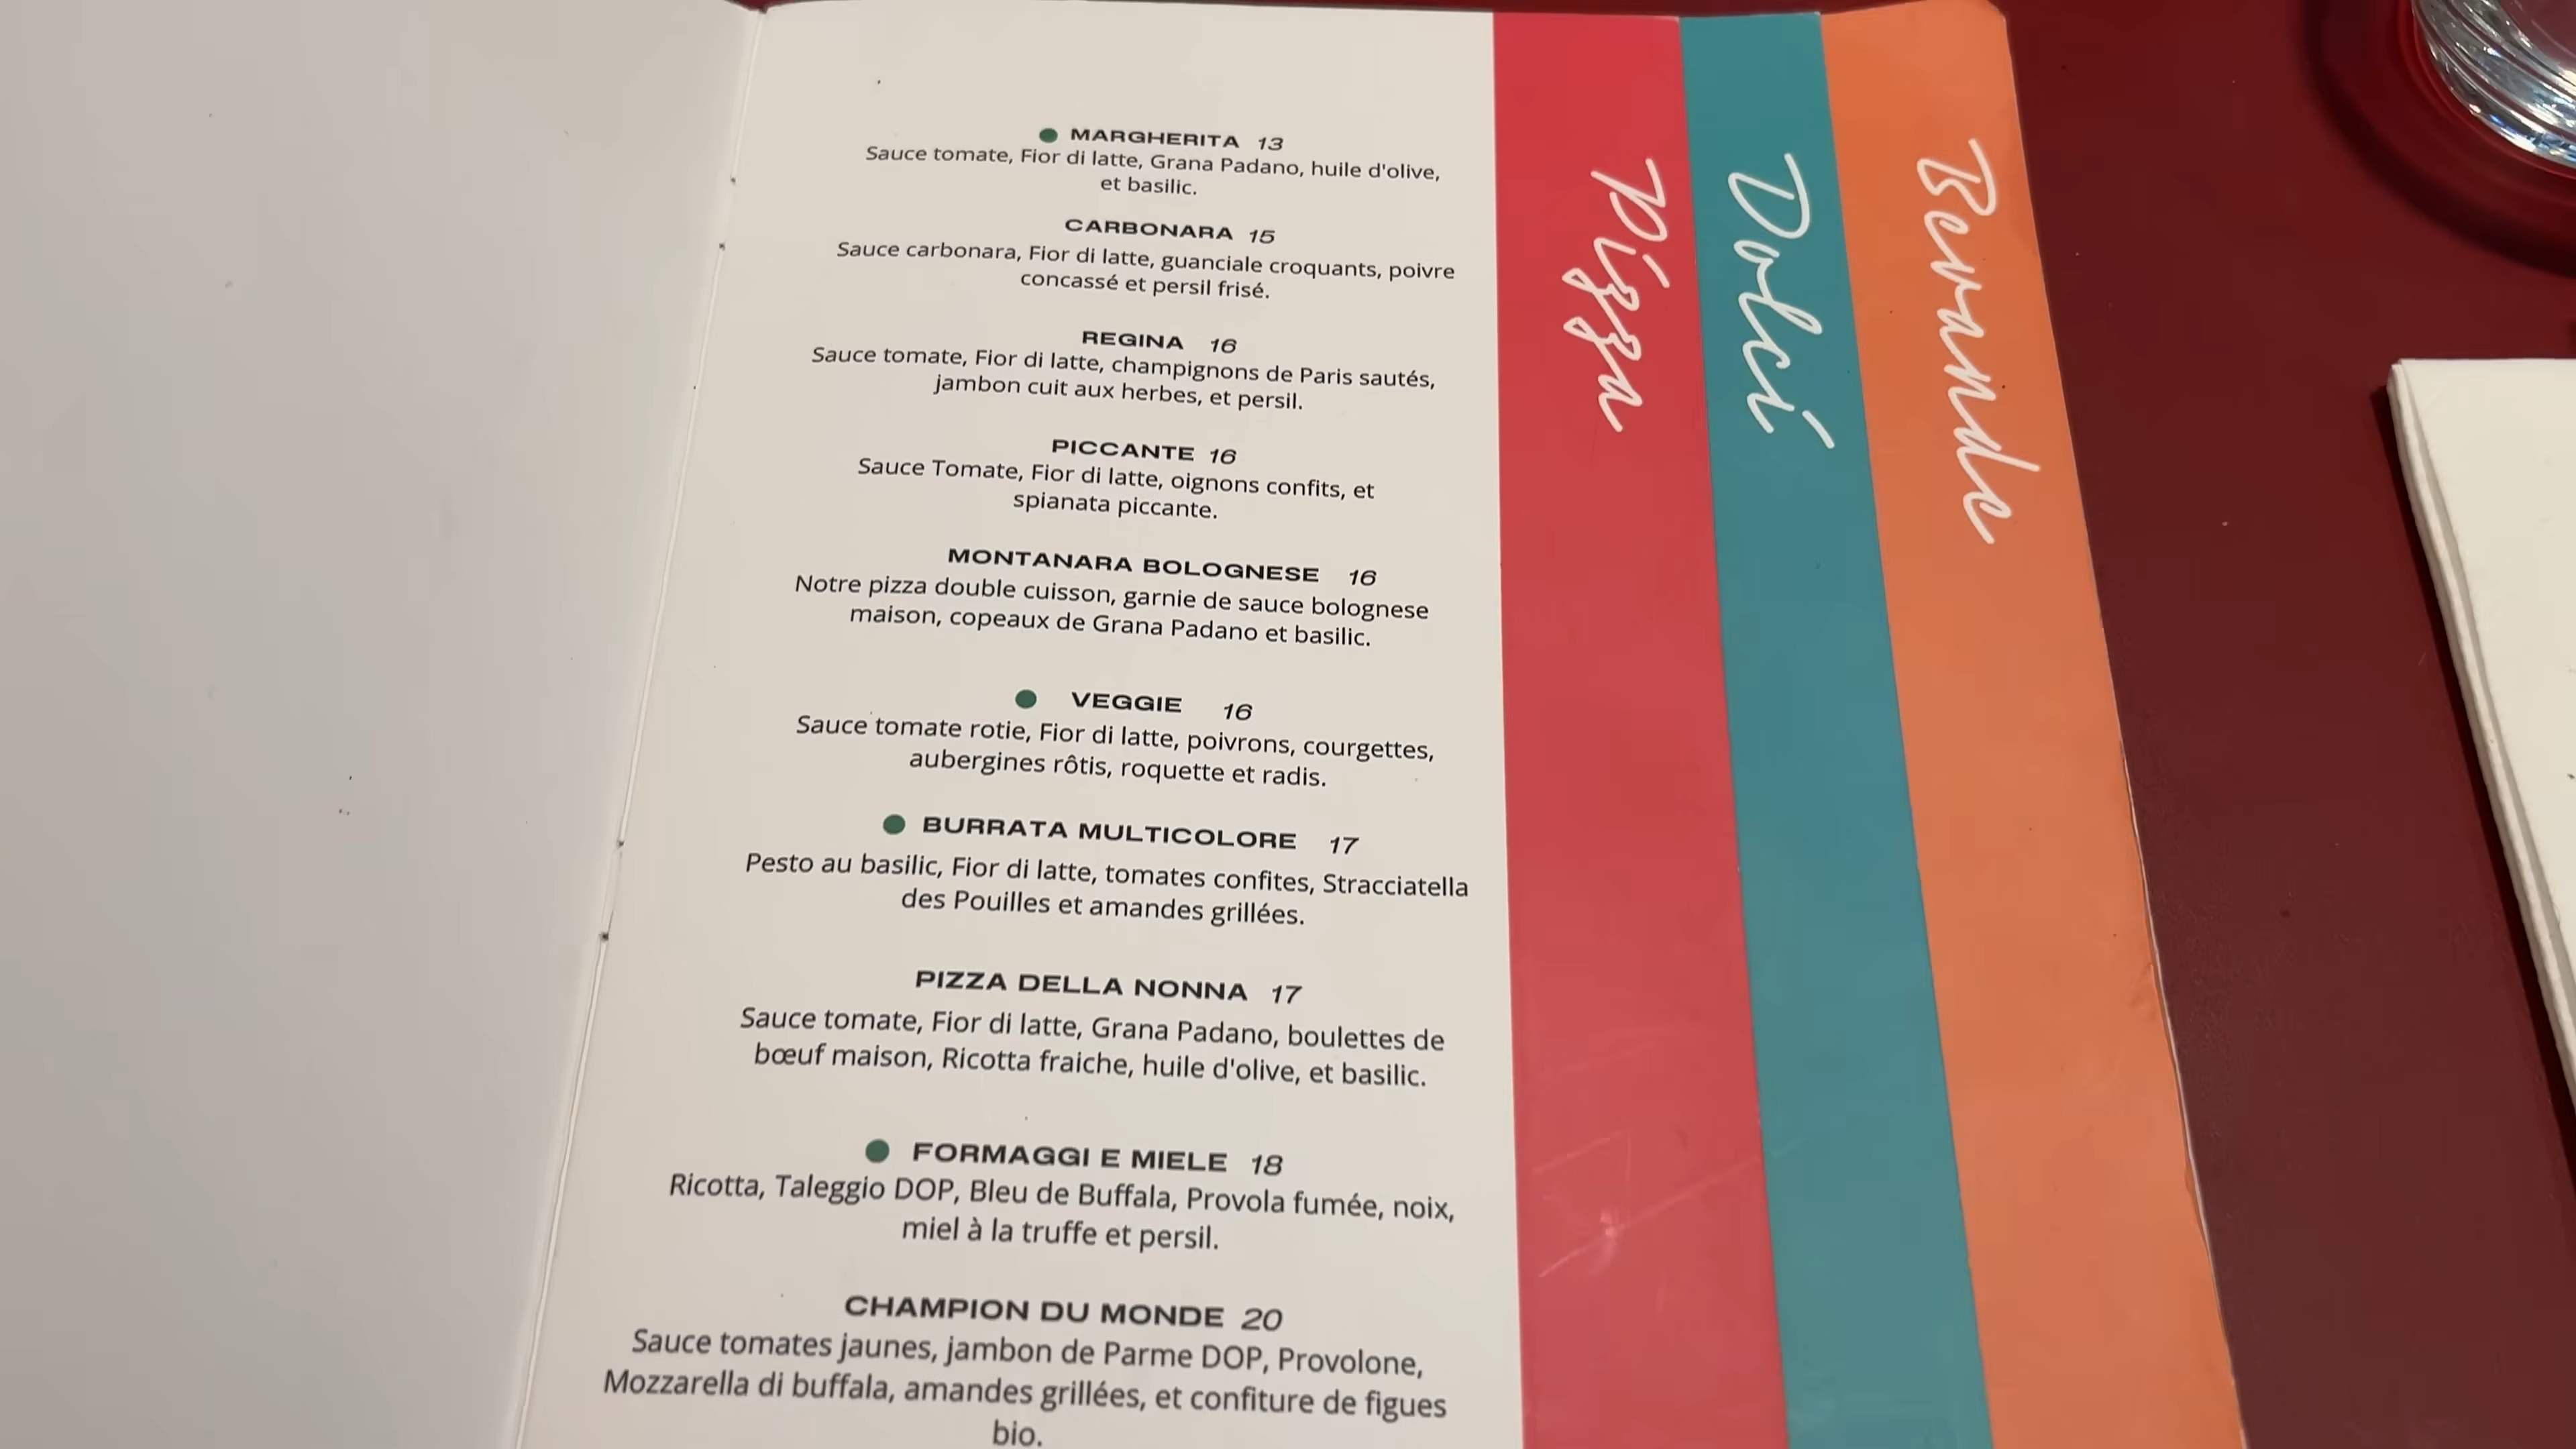 MARGHERITA 13
Sauce tomate, Fior di latte, Grana Padano, huile d'olive,
et basilic.
CARBONARA 15
Sauce carbonara, Fior di latte, guanciale croquants, poivre
concassé et persil frisé.
REGINA 16
Sauce tomate, Fior di latte, champignons de Paris sautés,
jambon cuit aux herbes, et persil.
PICCANTE 16
Sauce Tomate, Fior di latte, oignons confits, et
spianata piccante.
MONTANARA BOLOGNESE 16
Notre pizza double cuisson, garnie de sauce bolognese
maison, copeaux de Grana Padano et basilic.
VEGGIE 16
Sauce tomate rotie, Fior di latte, poivrons, courgettes,
aubergines rôtis, roquette et radis.
BURRATA MULTICOLORE 17
Pesto au basilic, Fior di latte, tomates confites, Stracciatella
des Pouilles et amandes grillées.
PIZZA DELLA NONNA 17
Sauce tomate, Fior di latte, Grana Padano, boulettes de
bœuf maison, Ricotta fraiche, huile d'olive, et basilic.
FORMAGGI E MIELE 18
Ricotta, Taleggio DOP, Bleu de Buffala, Provola fumée, noix,
miel à la truffe et persil.
CHAMPION DU MONDE 20
Sauce tomates jaunes, jambon de Parme DOP, Provolone,
Mozzarella di buffala, amandes grillées, et confiture de figues
bio.
Pizza
Dolci
Bevande